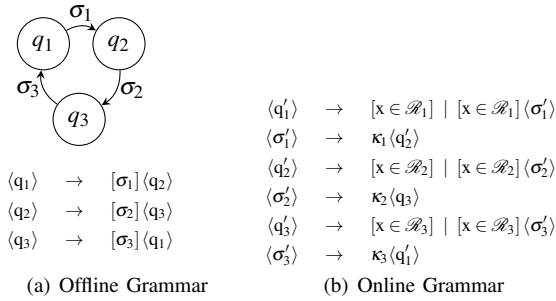 σ1
q1 q2
σ3 σ2
q3
⟨q1⟩ → [σ1]⟨q2⟩
⟨q2⟩ → [σ2]⟨q3⟩
⟨q3⟩ → [σ3]⟨q1⟩
(a) Offline Grammar
⟨q′1⟩ → [x ∈ ℛ1] | [x ∈ ℛ1]⟨σ′1⟩
⟨σ′1⟩ → κ1⟨q′2⟩
⟨q′2⟩ → [x ∈ ℛ2] | [x ∈ ℛ2]⟨σ′2⟩
⟨σ′2⟩ → κ2⟨q3⟩
⟨q′3⟩ → [x ∈ ℛ3] | [x ∈ ℛ3]⟨σ′3⟩
⟨σ′3⟩ → κ3⟨q′1⟩
(b) Online Grammar